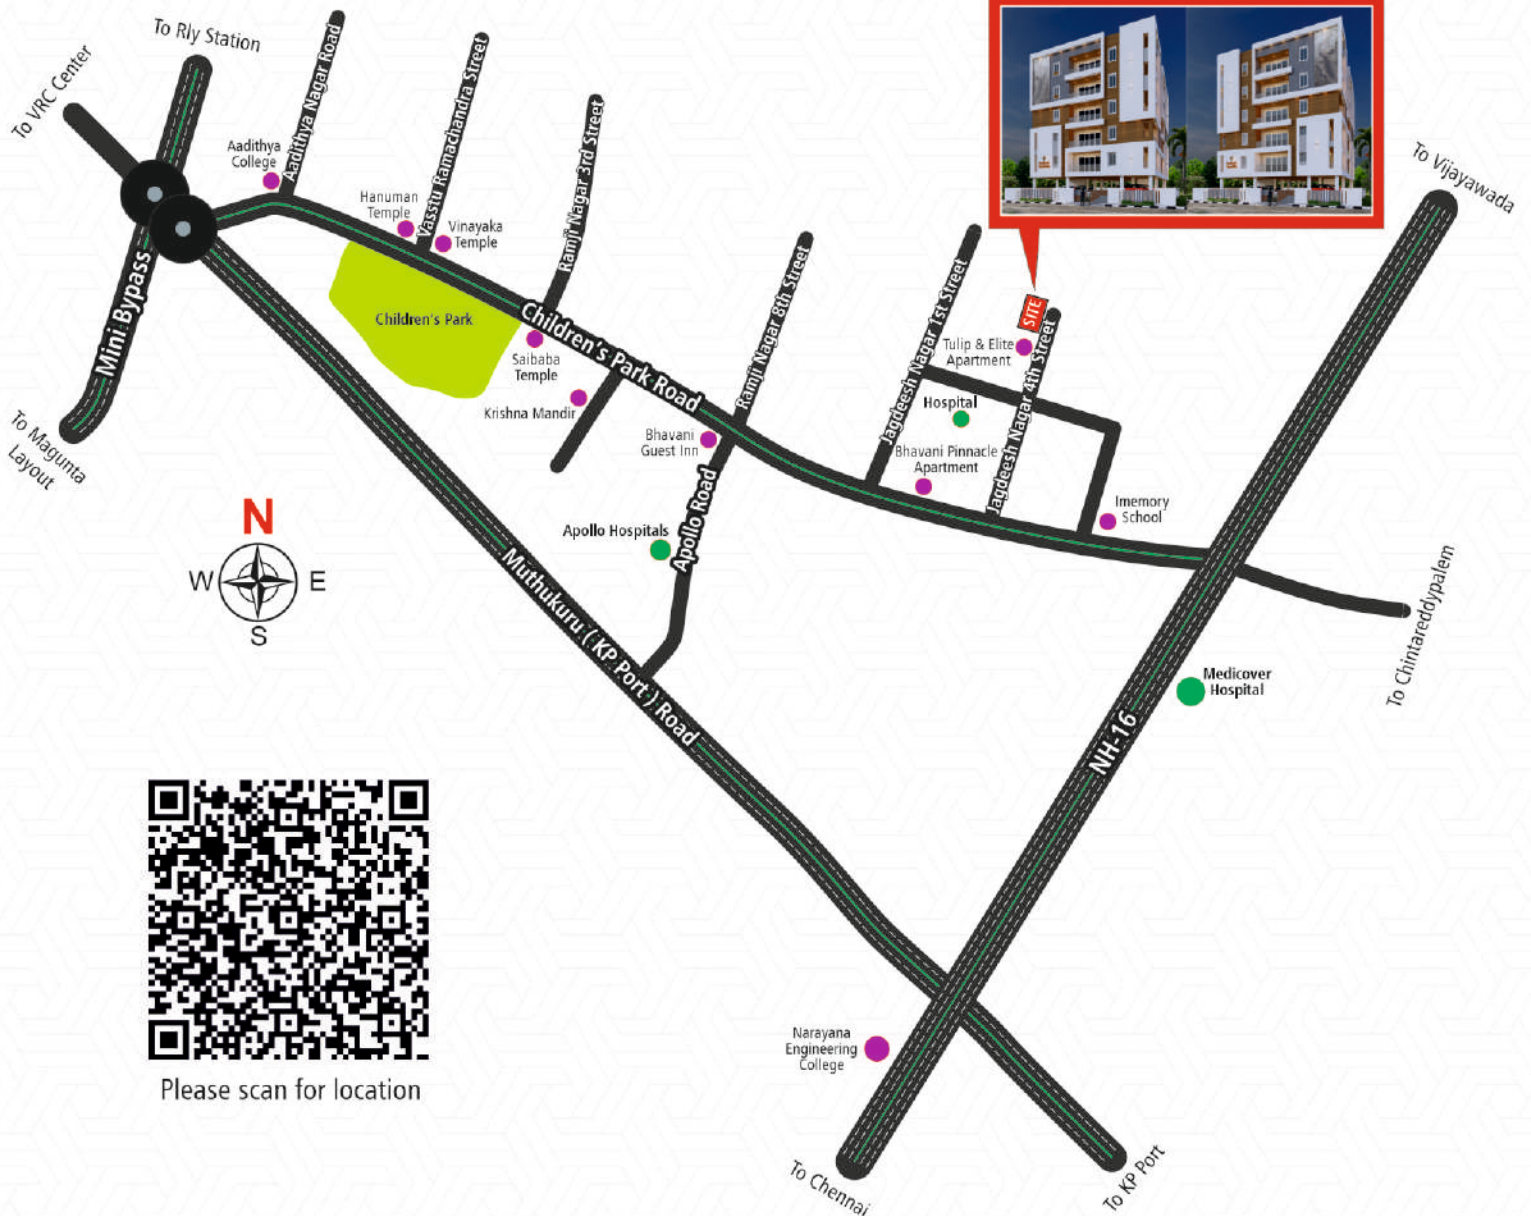 To Rly Station
To VRC Center
Aadithya Nagar Road
Vasstu Ramachandra Street
Aadithya
College
Hanuman
Temple
Vinayaka
Temple
Ramji Nagar 3rd Street
To Vijayawada
Mini Bypass
Children's Park
Children's Park Road
Saibaba
Temple
Krishna Mandir
Ramji Nagar 8th Street
Jagdeesh Nagar 1st Street
SITE
Tulip & Elite
Apartment
Jagdeesh Nagar 4th Street
Hospital
Bhavani
Guest Inn
Bhavani Pinnacle
Apartment
To Magunta
Layout
Imemory
School
Apollo Hospitals
Apollo Road
N
W
E
S
Muthukuru ( KP Port ) Road
To Chintareddypalem
Medicover
Hospital
NH-16
Narayana
Engineering
College
Please scan for location
To Chennai
To KP Port